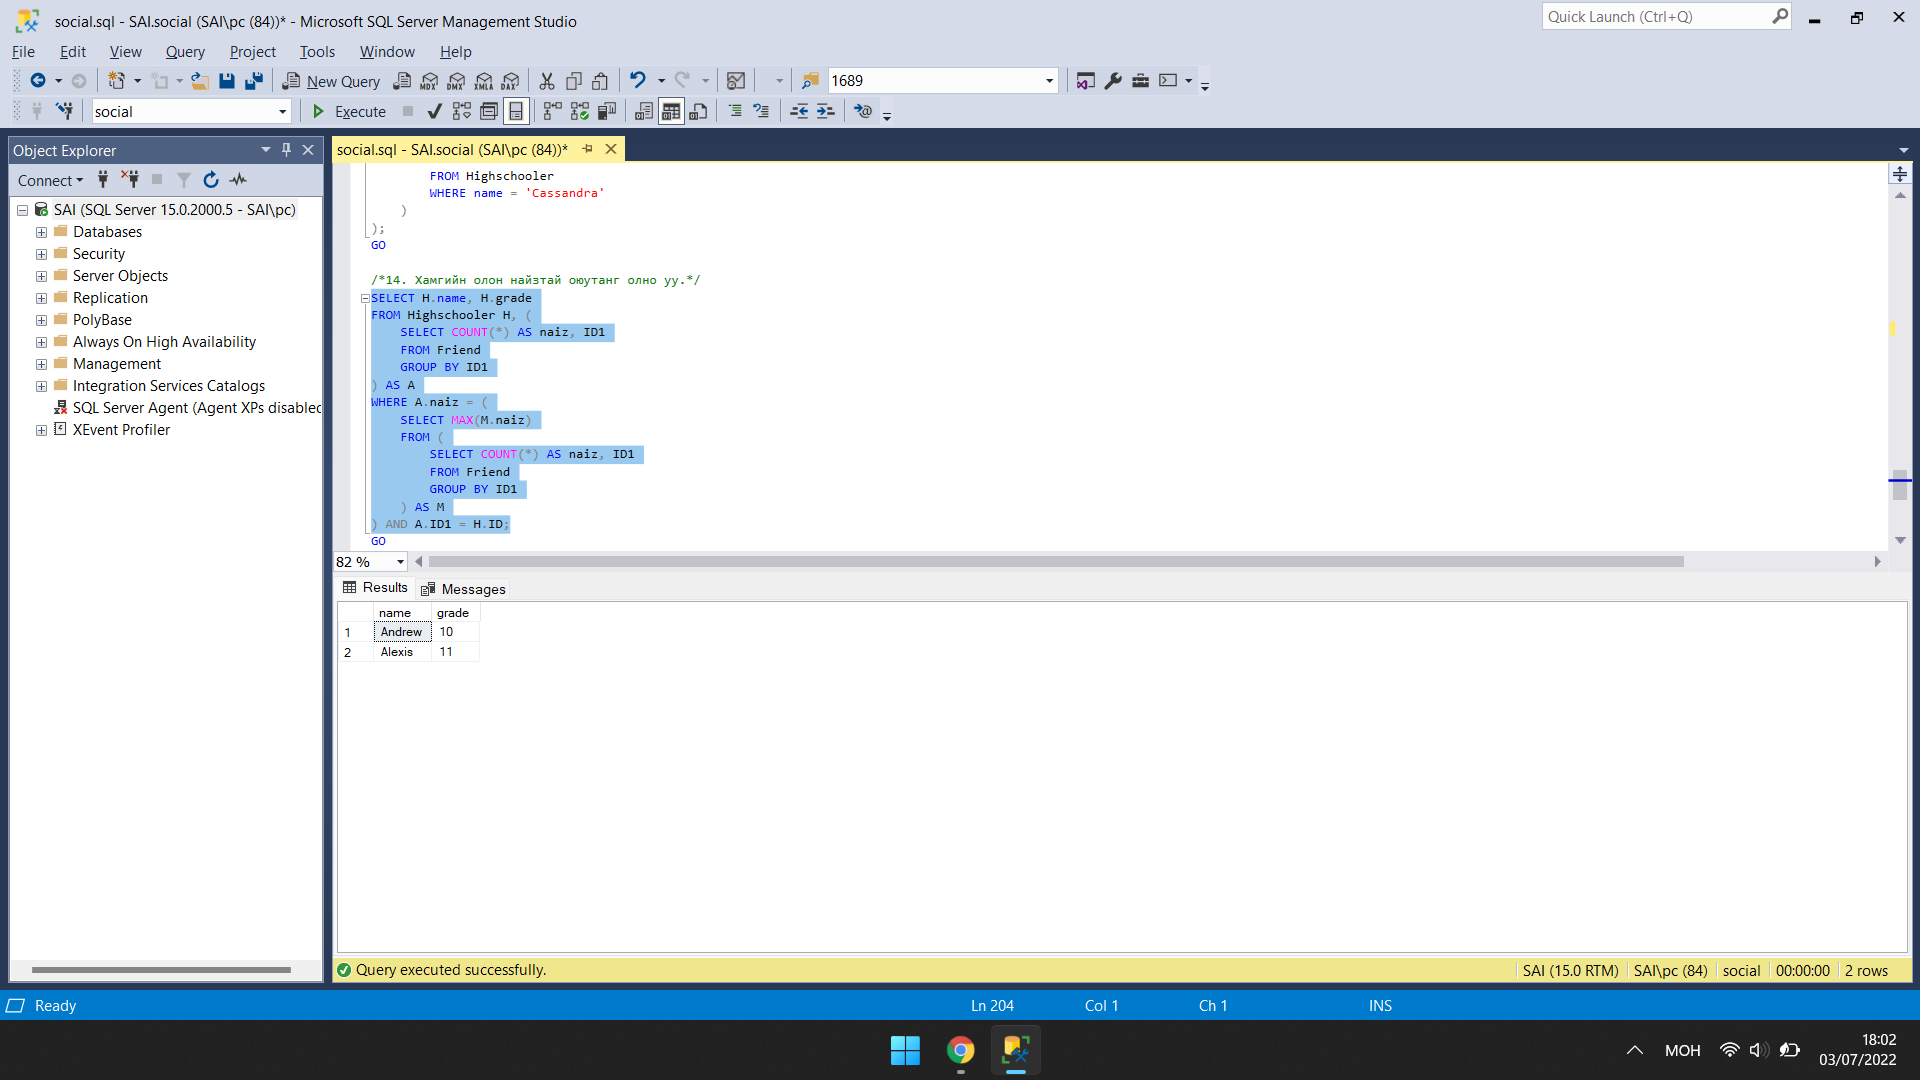 social.sql - SAI.social (SAI\pc (84))* - Microsoft SQL Server Management Studio
Quick Launch (Ctrl+Q)
File Edit View Query Project Tools Window Help
New Query MDX DMX XMLA DAX 1689
social Execute
Object Explorer
social.sql - SAI.social (SAI\pc (84))*
Connect
SAI (SQL Server 15.0.2000.5 - SAI\pc)
Databases
Security
Server Objects
Replication
PolyBase
Always On High Availability
Management
Integration Services Catalogs
SQL Server Agent (Agent XPs disabled
XEvent Profiler
FROM Highschooler
WHERE name = 'Cassandra'
)
);
GO
/*14. Хамгийн олон найзтай оюутанг олно уу.*/
SELECT H.name, H.grade
FROM Highschooler H, (
SELECT COUNT(*) AS naiz, ID1
FROM Friend
GROUP BY ID1
) AS A
WHERE A.naiz = (
SELECT MAX(M.naiz)
FROM (
SELECT COUNT(*) AS naiz, ID1
FROM Friend
GROUP BY ID1
) AS M
) AND A.ID1 = H.ID;
GO
82 %
Results Messages
name grade
1 Andrew 10
2 Alexis 11
Query executed successfully.
SAI (15.0 RTM) SAI\pc (84) social 00:00:00 2 rows
Ready Ln 204 Col 1 Ch 1 INS
МОН
18:02
03/07/2022